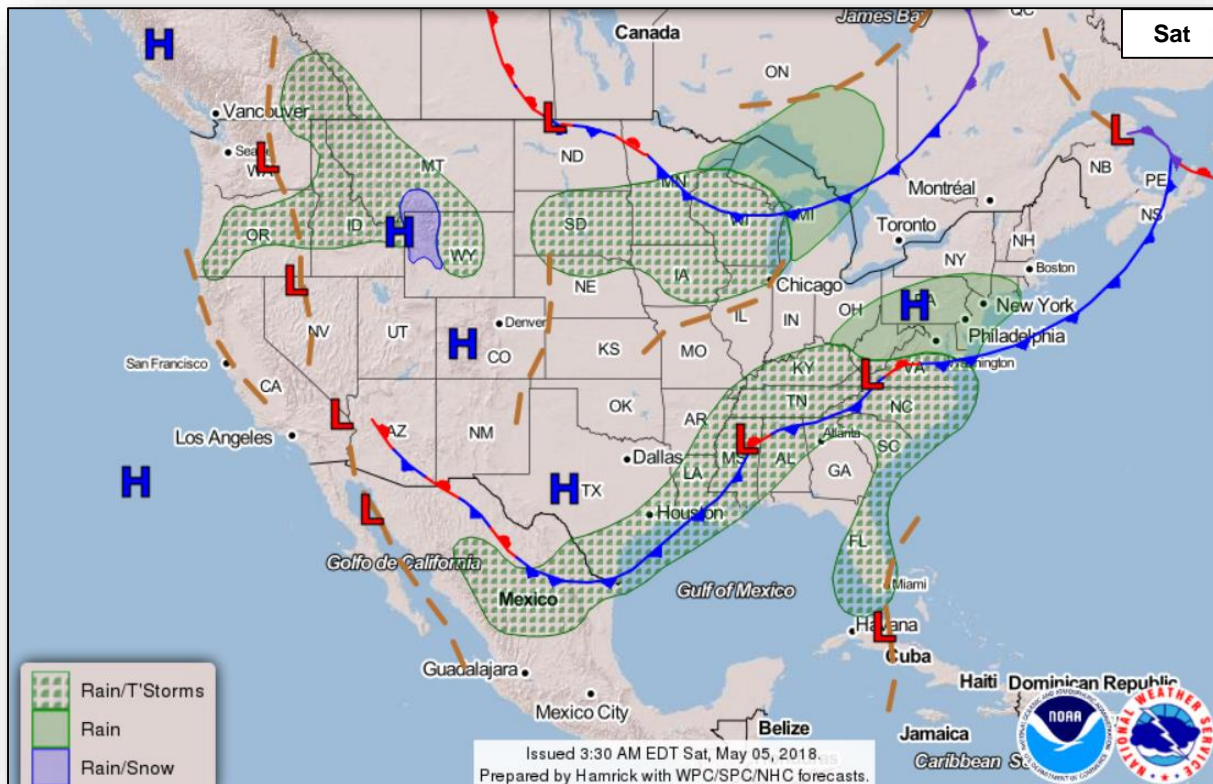 James Bay
QC
Sat
Canada
ON
H
Vancouver
L
L
Seattle
WA
L
MT
ND
MN
NB
PE
Montréal
NS
OR
ID
H
WY
SD
WI
MI
Toronto
NH
NY
Boston
IA
L
NE
Chicago
PA
New York
H
OH
NV
UT
Denver
IL
IN
Philadelphia
H
CO
San Francisco
KS
MO
KY
L
VA
Washington
CA
TN
NC
L
AZ
NM
OK
AR
Los Angeles
L
Atlanta
Dallas
MS
AL
SC
GA
H
H
TX
LA
L
Houston
FL
Golfo de California
Miami
Mexico
Gulf of Mexico
Havana
L
Cuba
Guadalajara
Haiti
Dominican Republic
Rain/T'Storms
Mexico City
Rain
Belize
Jamaica
NOAA
NATIONAL WEATHER SERVICE
Rain/Snow
Issued 3:30 AM EDT Sat, May 05, 2018
Prepared by Hamrick with WPC/SPC/NHC forecasts.
Caribbean